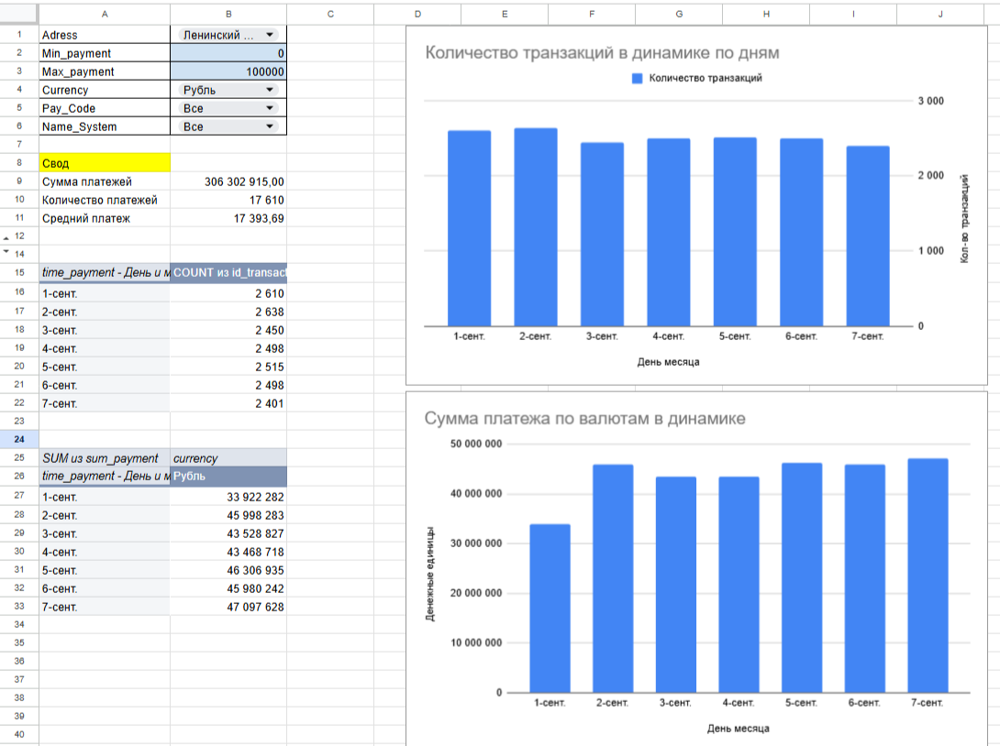 A B C D E F G H I J
1 Adress Ленинский ...
2 Min_payment 0
3 Max_payment 100000
4 Currency Рубль
5 Pay_Code Все
6 Name_System Все
7
8 Свод
9 Сумма платежей 306 302 915,00
10 Количество платежей 17 610
11 Средний платеж 17 393,69
12
14
15 time_payment - День и м COUNT из id_transact
16 1-сент. 2 610
17 2-сент. 2 638
18 3-сент. 2 450
19 4-сент. 2 498
20 5-сент. 2 515
21 6-сент. 2 498
22 7-сент. 2 401
23
24
25 SUM из sum_payment currency
26 time_payment - День и м Рубль
27 1-сент. 33 922 282
28 2-сент. 45 998 283
29 3-сент. 43 528 827
30 4-сент. 43 468 718
31 5-сент. 46 306 935
32 6-сент. 45 980 242
33 7-сент. 47 097 628
34
35
36
37
38
39
40
Количество транзакций в динамике по дням
Количество транзакций
3 000
2 000
1 000
0
Кол-во транзакций
1-сент. 2-сент. 3-сент. 4-сент. 5-сент. 6-сент. 7-сент.
День месяца
Сумма платежа по валютам в динамике
50 000 000
40 000 000
30 000 000
20 000 000
10 000 000
0
Денежные единицы
1-сент. 2-сент. 3-сент. 4-сент. 5-сент. 6-сент. 7-сент.
День месяца